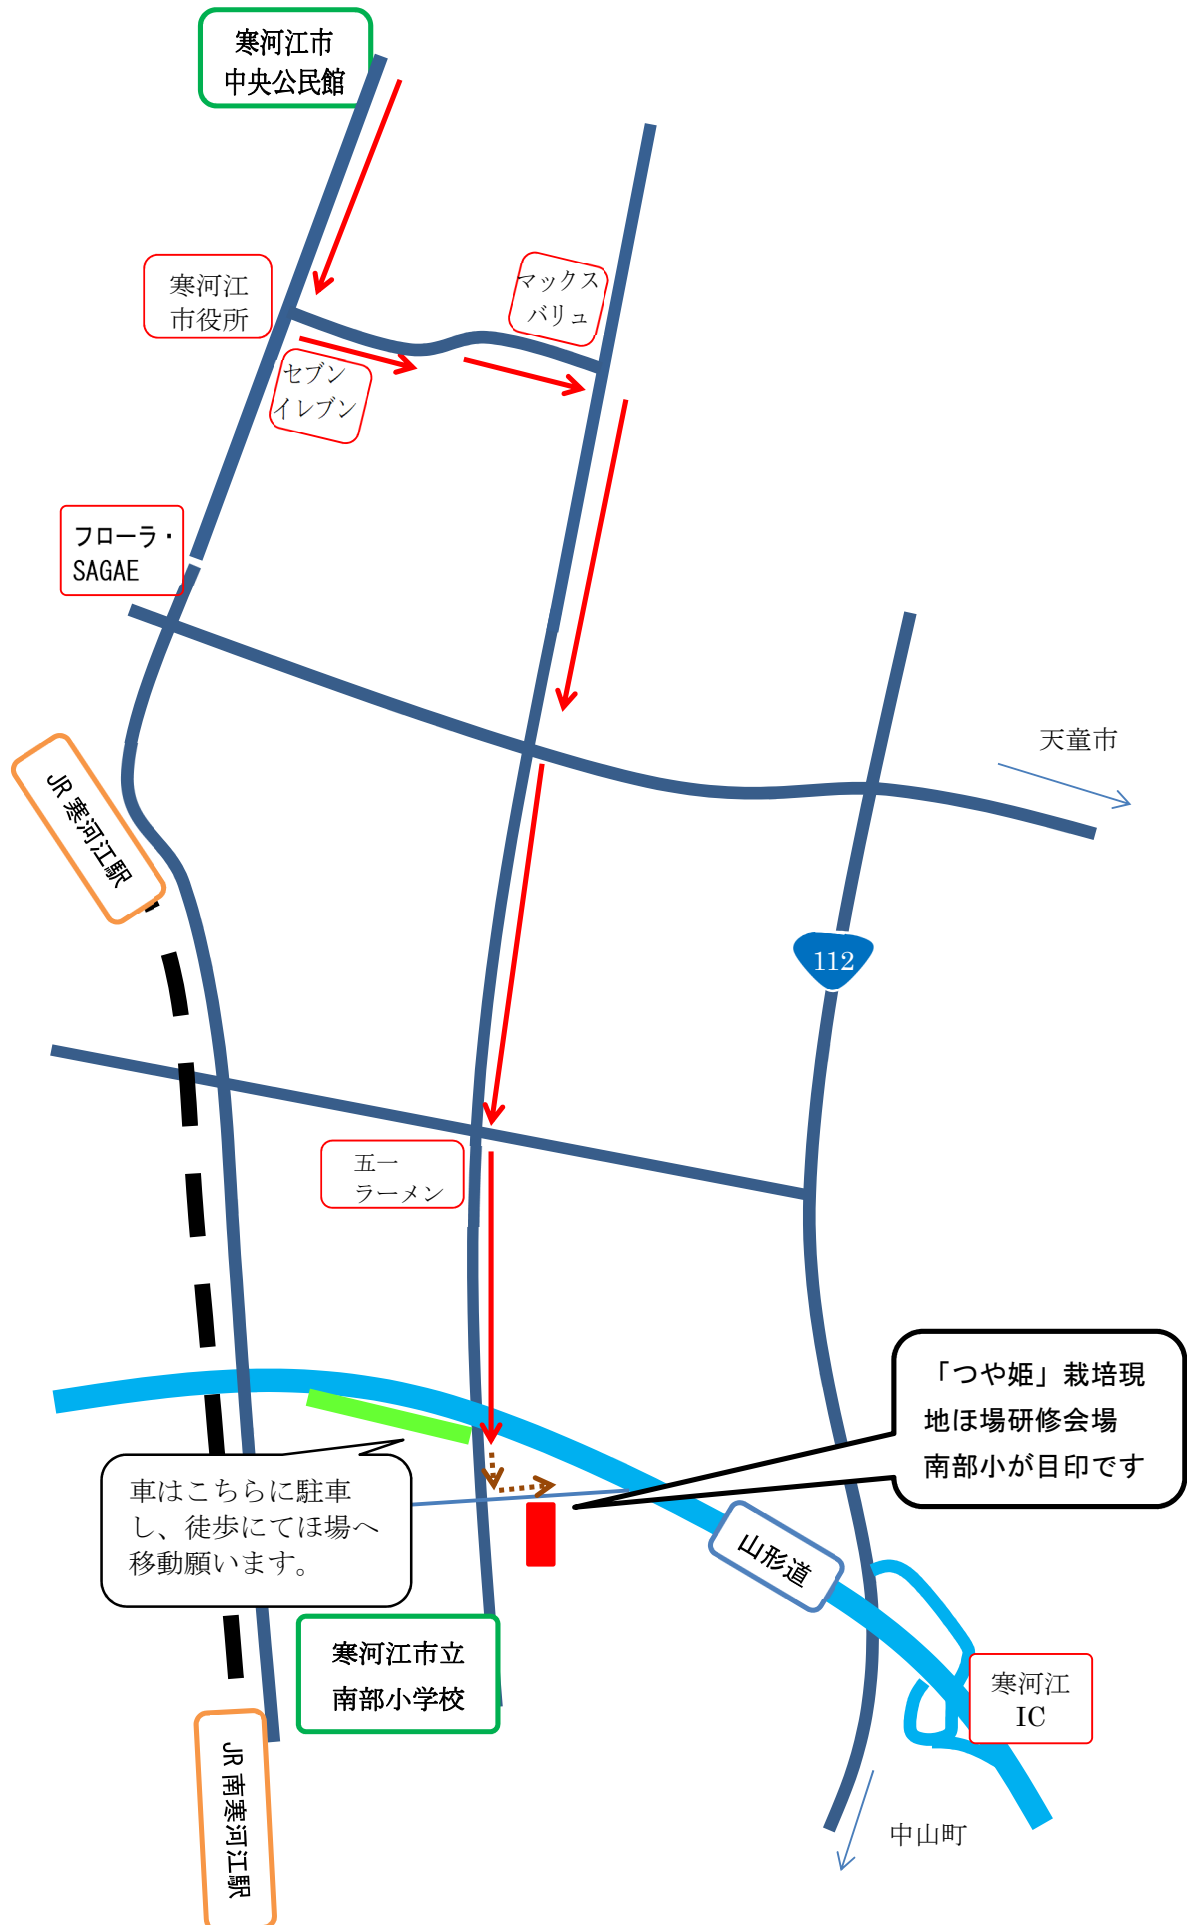 寒河江市
中央公民館
寒河江
市役所
マックス
バリュ
セブン
イレブン
フローラ・
SAGAE
天童市
JR 寒河江駅
112
五一
ラーメン
「つや姫」栽培現
地ほ場研修会場
南部小が目印です
車はこちらに駐車
し、徒歩にてほ場へ
移動願います。
山形道
寒河江市立
南部小学校
寒河江
IC
JR 南寒河江駅
中山町